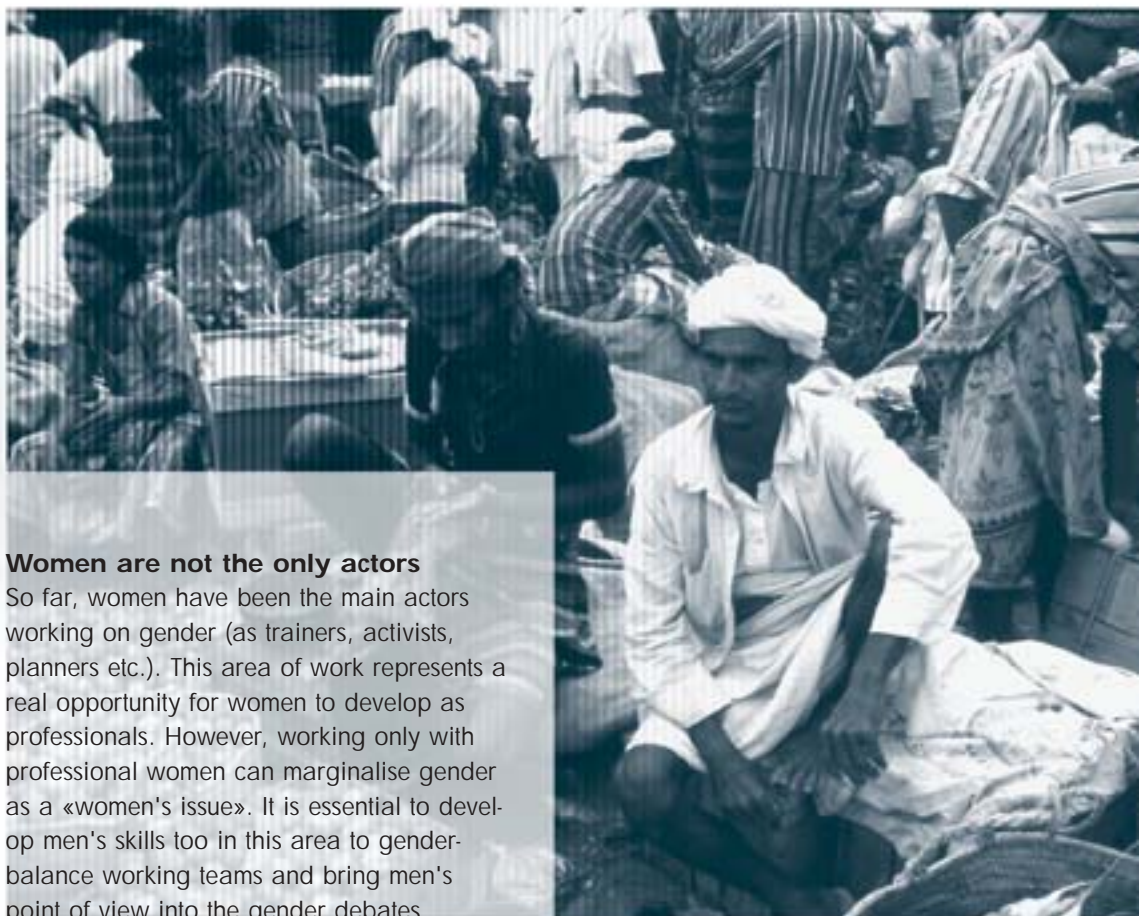 Women are not the only actors
So far, women have been the main actors
working on gender (as trainers, activists,
planners etc.). This area of work represents a
real opportunity for women to develop as
professionals. However, working only with
professional women can marginalise gender
as a «women's issue». It is essential to devel-
op men's skills too in this area to gender-
balance working teams and bring men's
point of view into the gender debates